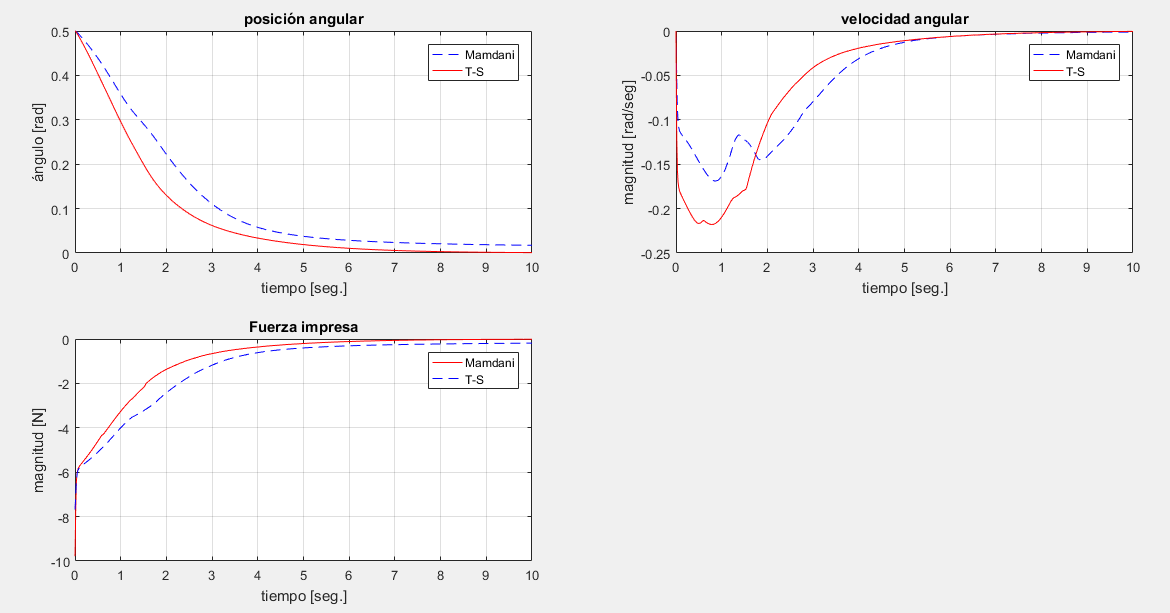 posición angular
0.5
0.4
0.3
0.2
0.1
0
ángulo [rad]
Mamdani
T-S
0 1 2 3 4 5 6 7 8 9 10
tiempo [seg.]
velocidad angular
0
-0.05
-0.1
-0.15
-0.2
-0.25
magnitud [rad/seg]
Mamdani
T-S
0 1 2 3 4 5 6 7 8 9 10
tiempo [seg.]
Fuerza impresa
0
-2
-4
-6
-8
-10
magnitud [N]
Mamdani
T-S
0 1 2 3 4 5 6 7 8 9 10
tiempo [seg.]